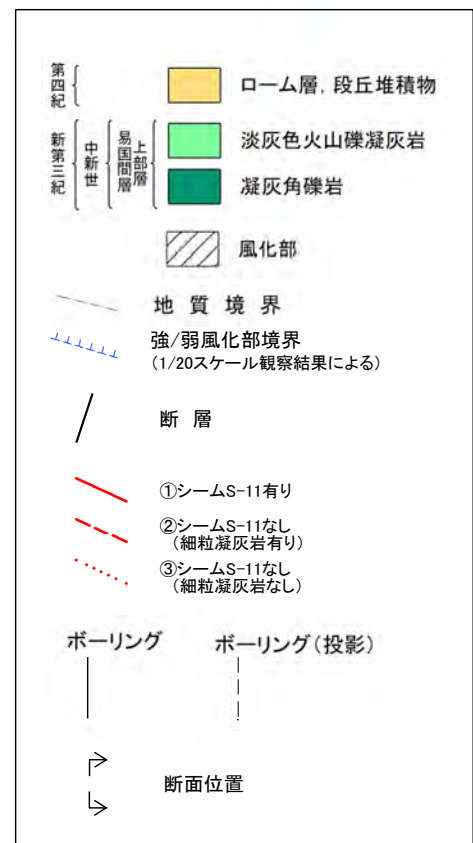 第四紀
ローム層, 段丘堆積物
新第三紀
中新世
易国間層
上部層
淡灰色火山礫凝灰岩
凝灰角礫岩
風化部
地 質 境 界
強/弱風化部境界
(1/20スケール観察結果による)
断 層
①シームS-11有り
②シームS-11なし
(細粒凝灰岩有り)
③シームS-11なし
(細粒凝灰岩なし)
ボーリング
ボーリング(投影)
断面位置